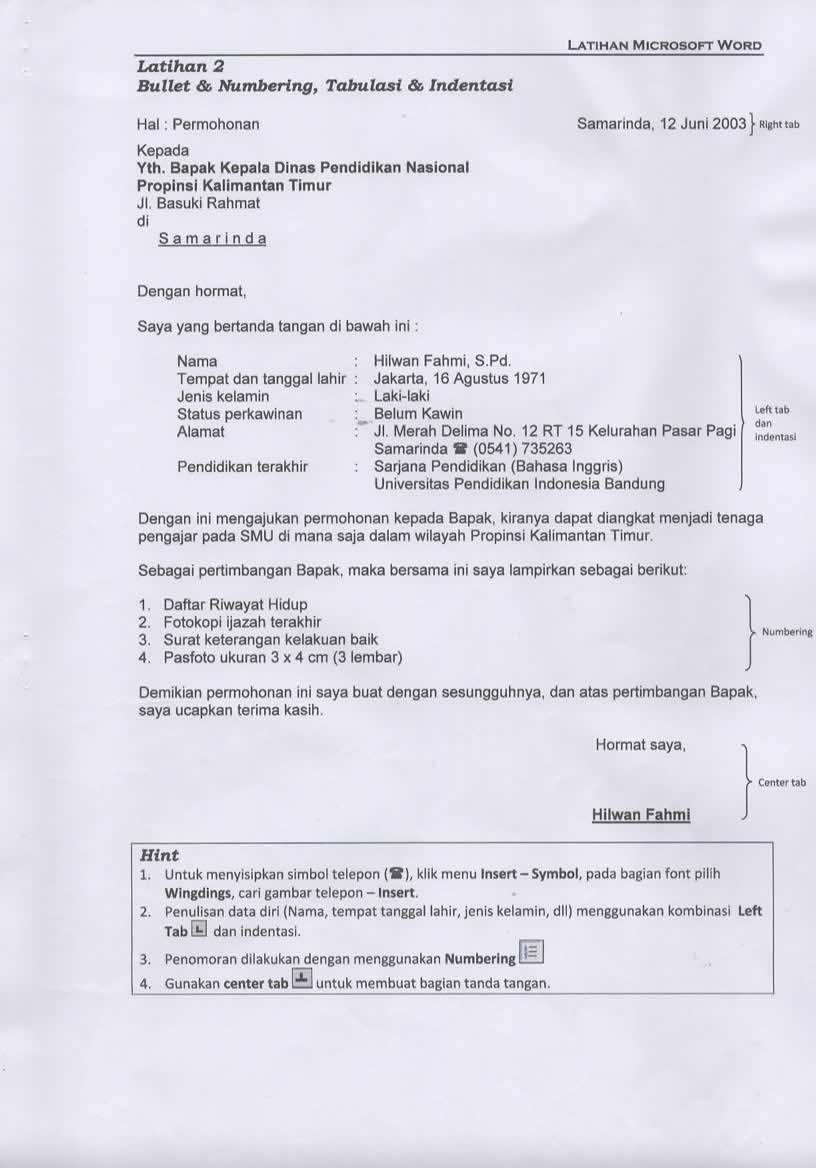 LATIHAN MICROSOFT WORD
Latihan 2
Bullet & Numbering, Tabulasi & Indentasi
Hal : Permohonan Samarinda, 12 Juni 2003 Right tab
Kepada
Yth. Bapak Kepala Dinas Pendidikan Nasional
Propinsi Kalimantan Timur
Jl. Basuki Rahmat
di
S a m a r i n d a
Dengan hormat,
Saya yang bertanda tangan di bawah ini :
Nama : Hilwan Fahmi, S.Pd.
Tempat dan tanggal lahir : Jakarta, 16 Agustus 1971
Jenis kelamin : Laki-laki
Status perkawinan : Belum Kawin
Alamat : Jl. Merah Delima No. 12 RT 15 Kelurahan Pasar Pagi
Samarinda ☎ (0541) 735263
Pendidikan terakhir : Sarjana Pendidikan (Bahasa Inggris)
Universitas Pendidikan Indonesia Bandung
Left tab
dan
indentasi
Dengan ini mengajukan permohonan kepada Bapak, kiranya dapat diangkat menjadi tenaga
pengajar pada SMU di mana saja dalam wilayah Propinsi Kalimantan Timur.
Sebagai pertimbangan Bapak, maka bersama ini saya lampirkan sebagai berikut:
1. Daftar Riwayat Hidup
2. Fotokopi ijazah terakhir
3. Surat keterangan kelakuan baik
4. Pasfoto ukuran 3 x 4 cm (3 lembar)
Numbering
Demikian permohonan ini saya buat dengan sesungguhnya, dan atas pertimbangan Bapak,
saya ucapkan terima kasih.
Hormat saya,
Center tab
Hilwan Fahmi
Hint
1. Untuk menyisipkan simbol telepon (☎), klik menu Insert – Symbol, pada bagian font pilih
Wingdings, cari gambar telepon – Insert.
2. Penulisan data diri (Nama, tempat tanggal lahir, jenis kelamin, dll) menggunakan kombinasi Left
Tab dan indentasi.
3. Penomoran dilakukan dengan menggunakan Numbering
4. Gunakan center tab untuk membuat bagian tanda tangan.